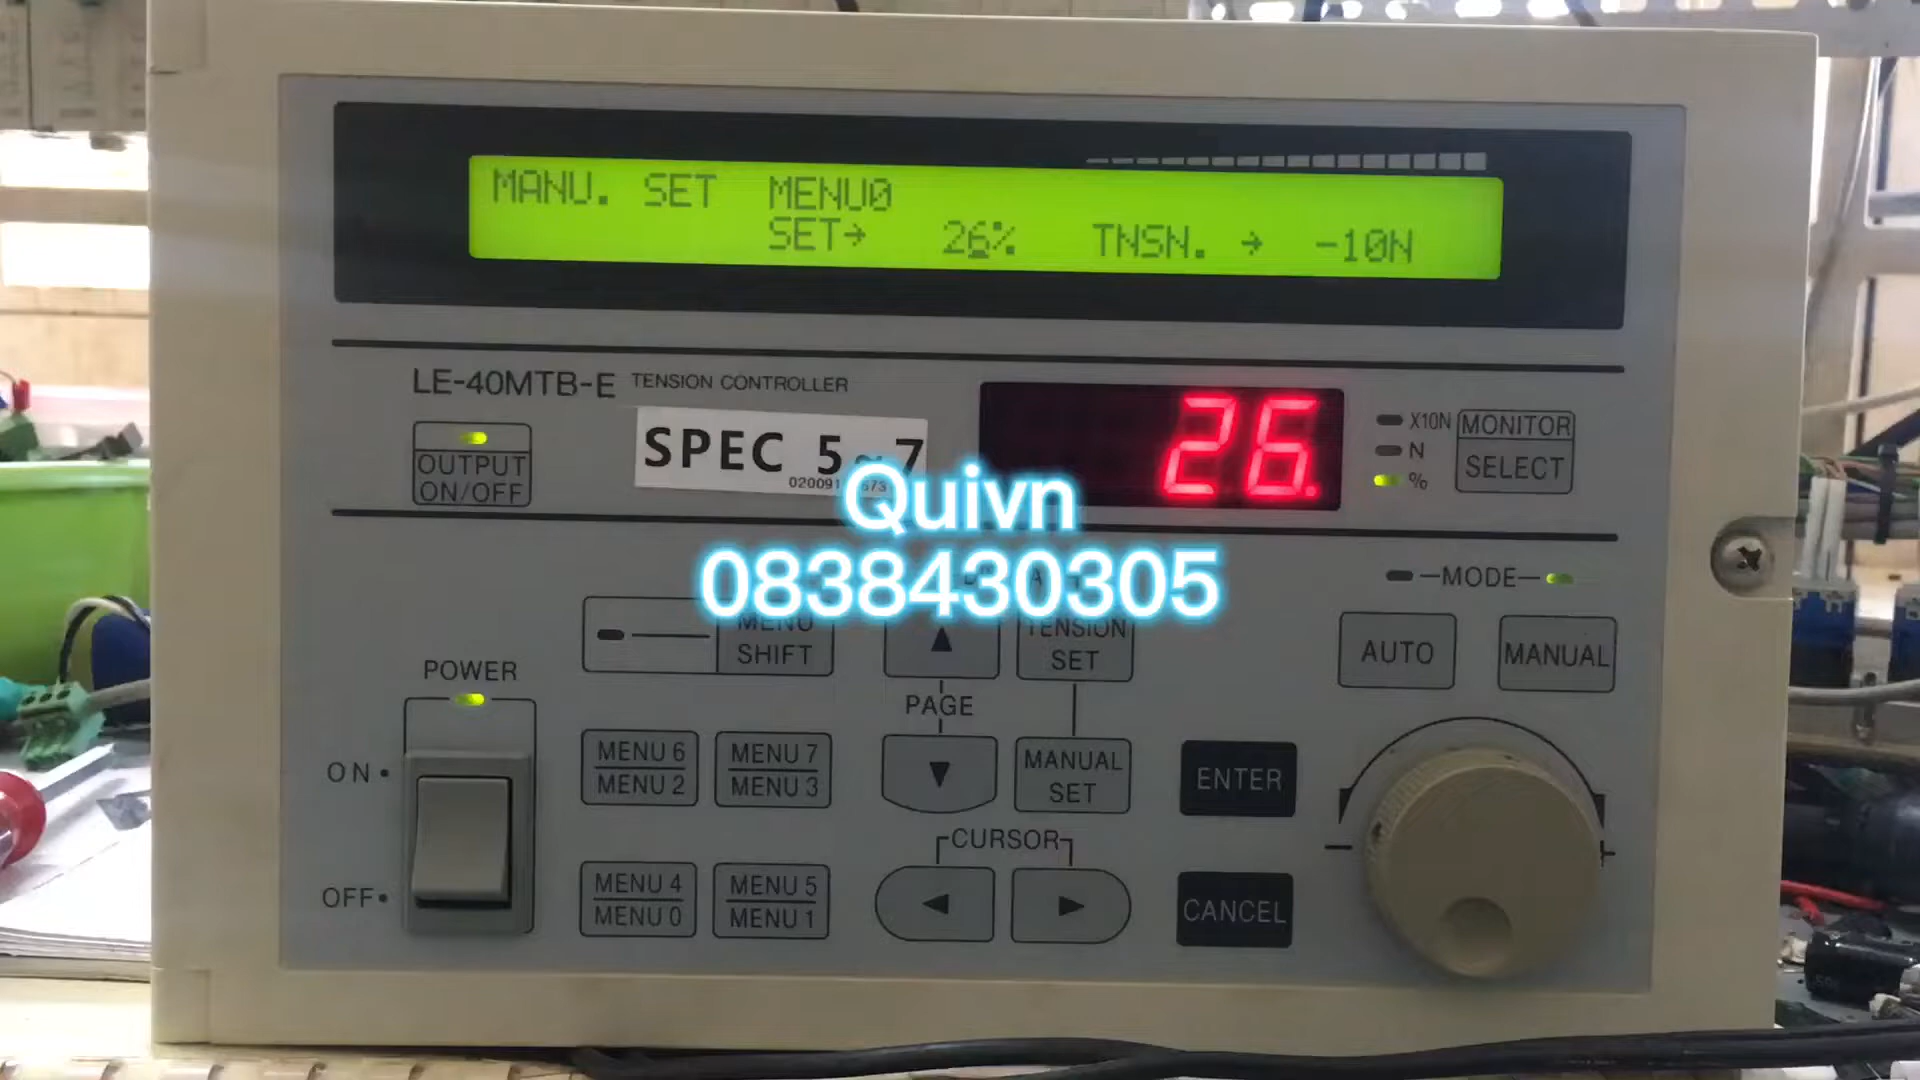 MANU. SET MENU0
SET→ 26% TNSN. → -10N
LE-40MTB-E TENSION CONTROLLER
OUTPUT
ON/OFF
SPEC 5~7
26.
X10N
N
%
MONITOR
SELECT
Quivn
0838430305
MODE
AUTO
MANUAL
POWER
ON
OFF
MENU
SHIFT
PAGE
TENSION
SET
MENU 6
MENU 2
MENU 7
MENU 3
MANUAL
SET
ENTER
CURSOR
MENU 4
MENU 0
MENU 5
MENU 1
CANCEL